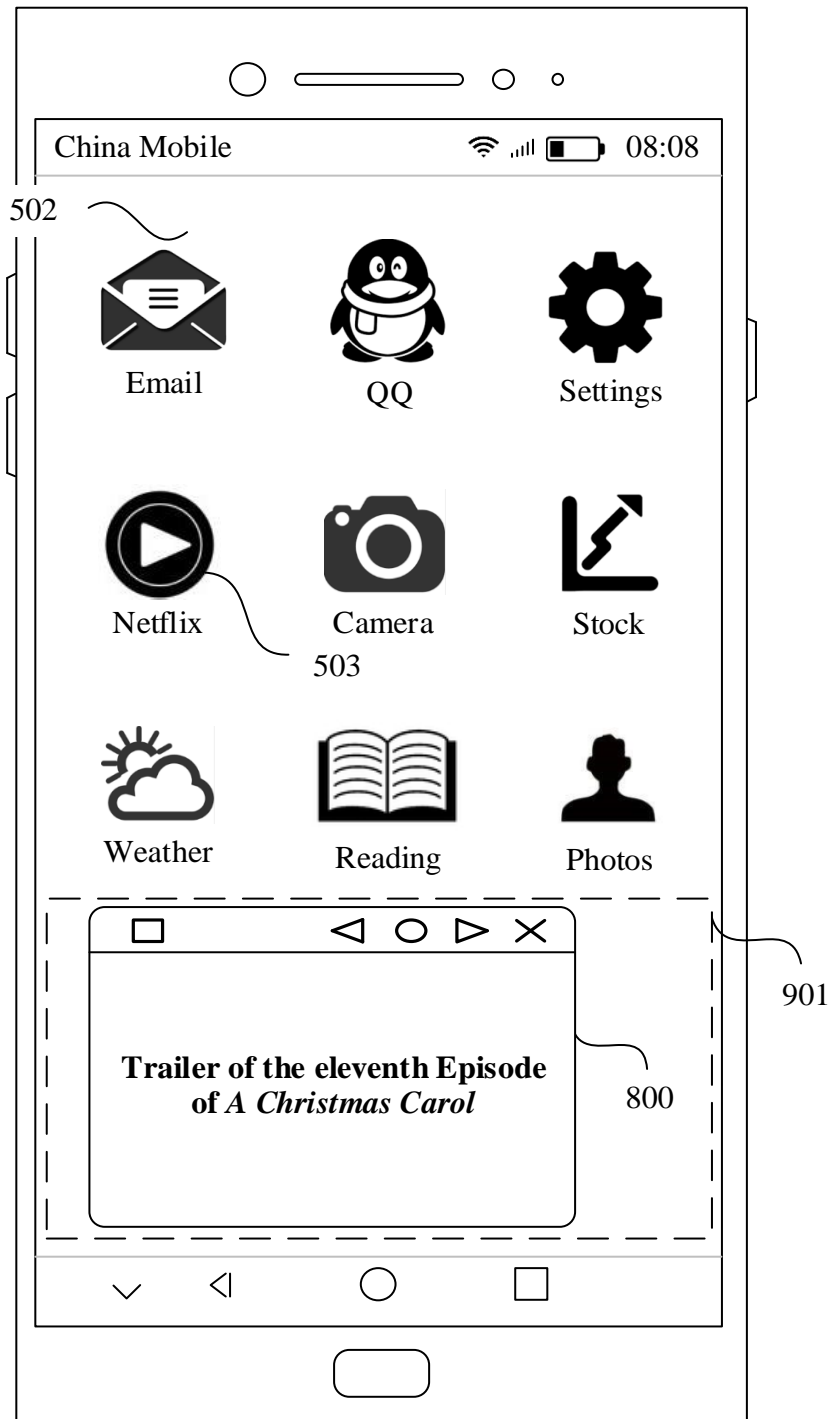 China Mobile 08:08
502
Email QQ Settings
Netflix Camera Stock
503
Weather Reading Photos
901
Trailer of the eleventh Episode
of A Christmas Carol
800